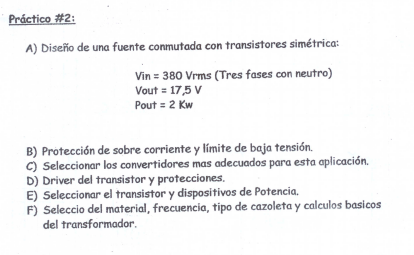 Práctico #2:
A) Diseño de una fuente conmutada con transistores simétrica:
Vin = 380 Vrms (Tres fases con neutro)
Vout = 17,5 V
Pout = 2 Kw
B) Protección de sobre corriente y límite de baja tensión.
C) Seleccionar los convertidores mas adecuados para esta aplicación.
D) Driver del transistor y protecciones.
E) Seleccionar el transistor y dispositivos de Potencia.
F) Seleccio del material, frecuencia, tipo de cazoleta y calculos basicos
del transformador.